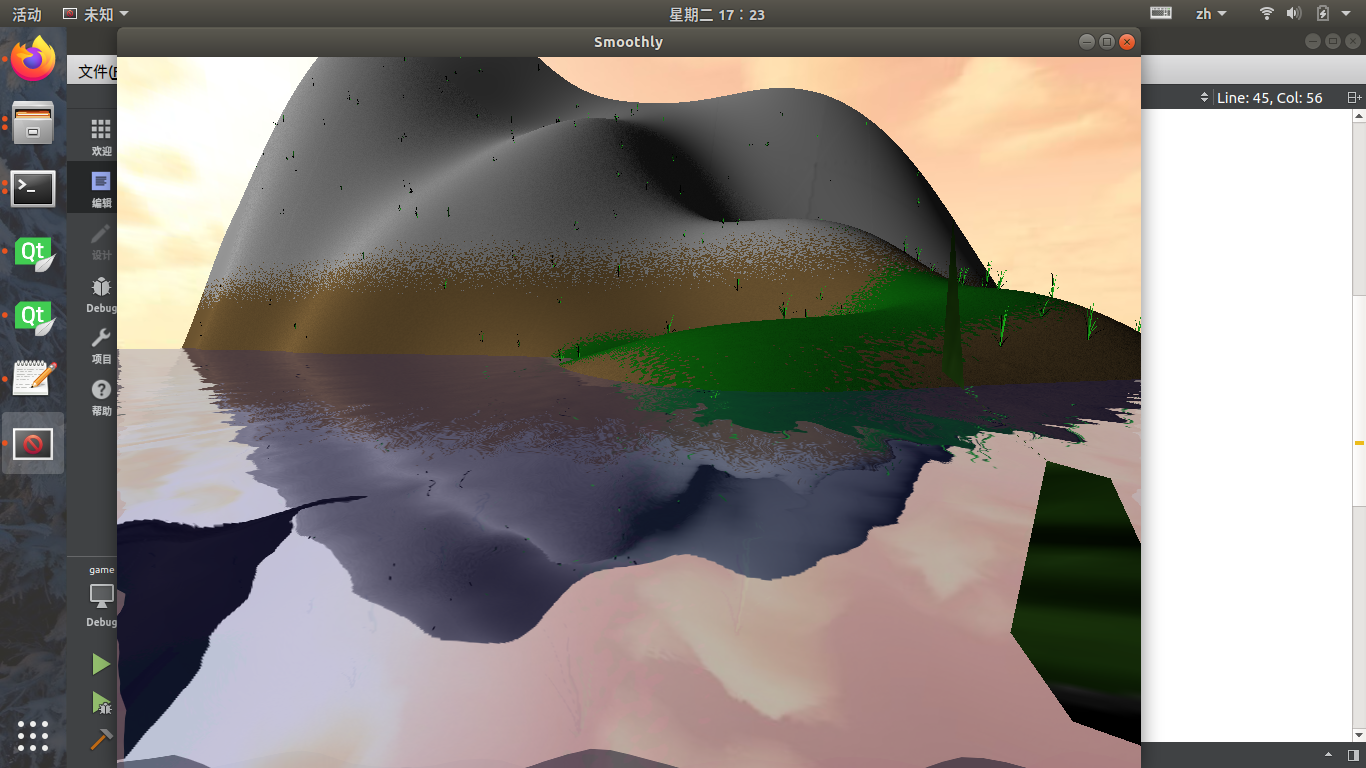 活动
未知
星期二 17：23
zh
Smoothly
文件(
Line: 45, Col: 56
欢迎
编辑
设计
Debug
项目
帮助
Qt
Qt
game
Debug